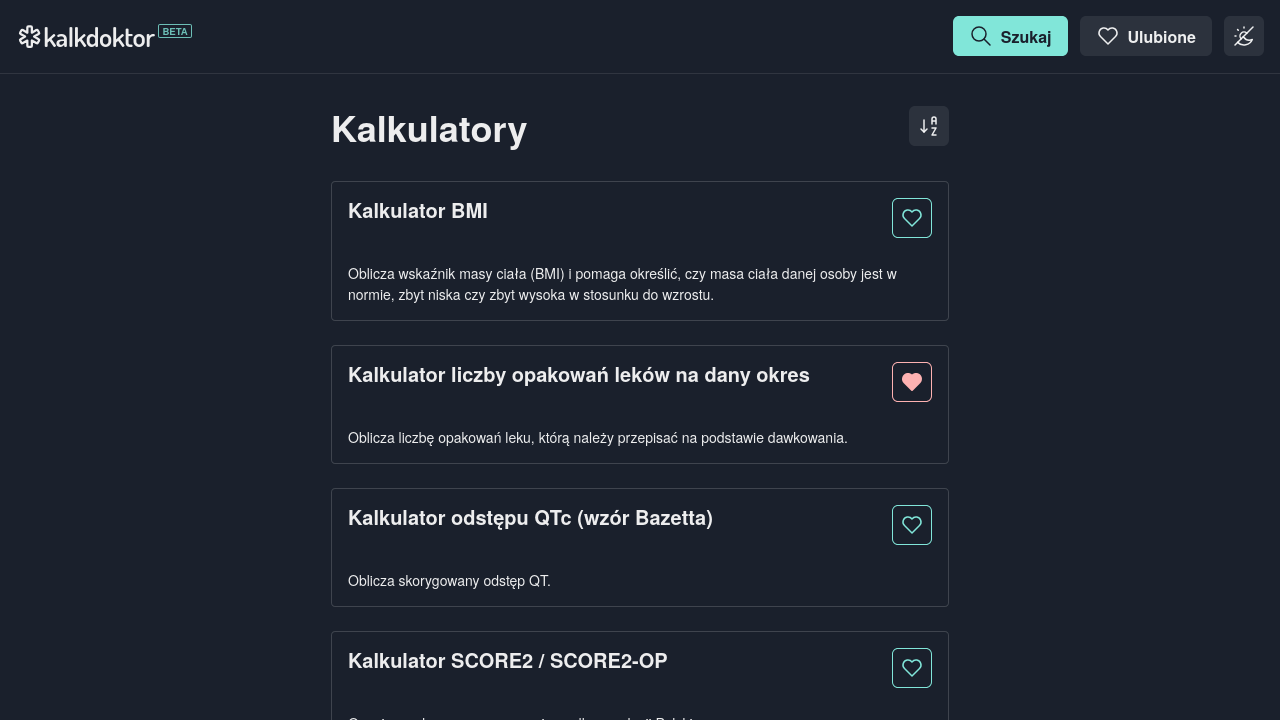 kalkdoktor BETA
Szukaj
Ulubione
Kalkulatory
A
Z
Kalkulator BMI
Oblicza wskaźnik masy ciała (BMI) i pomaga określić, czy masa ciała danej osoby jest w
normie, zbyt niska czy zbyt wysoka w stosunku do wzrostu.
Kalkulator liczby opakowań leków na dany okres
Oblicza liczbę opakowań leku, którą należy przepisać na podstawie dawkowania.
Kalkulator odstępu QTc (wzór Bazetta)
Oblicza skorygowany odstęp QT.
Kalkulator SCORE2 / SCORE2-OP